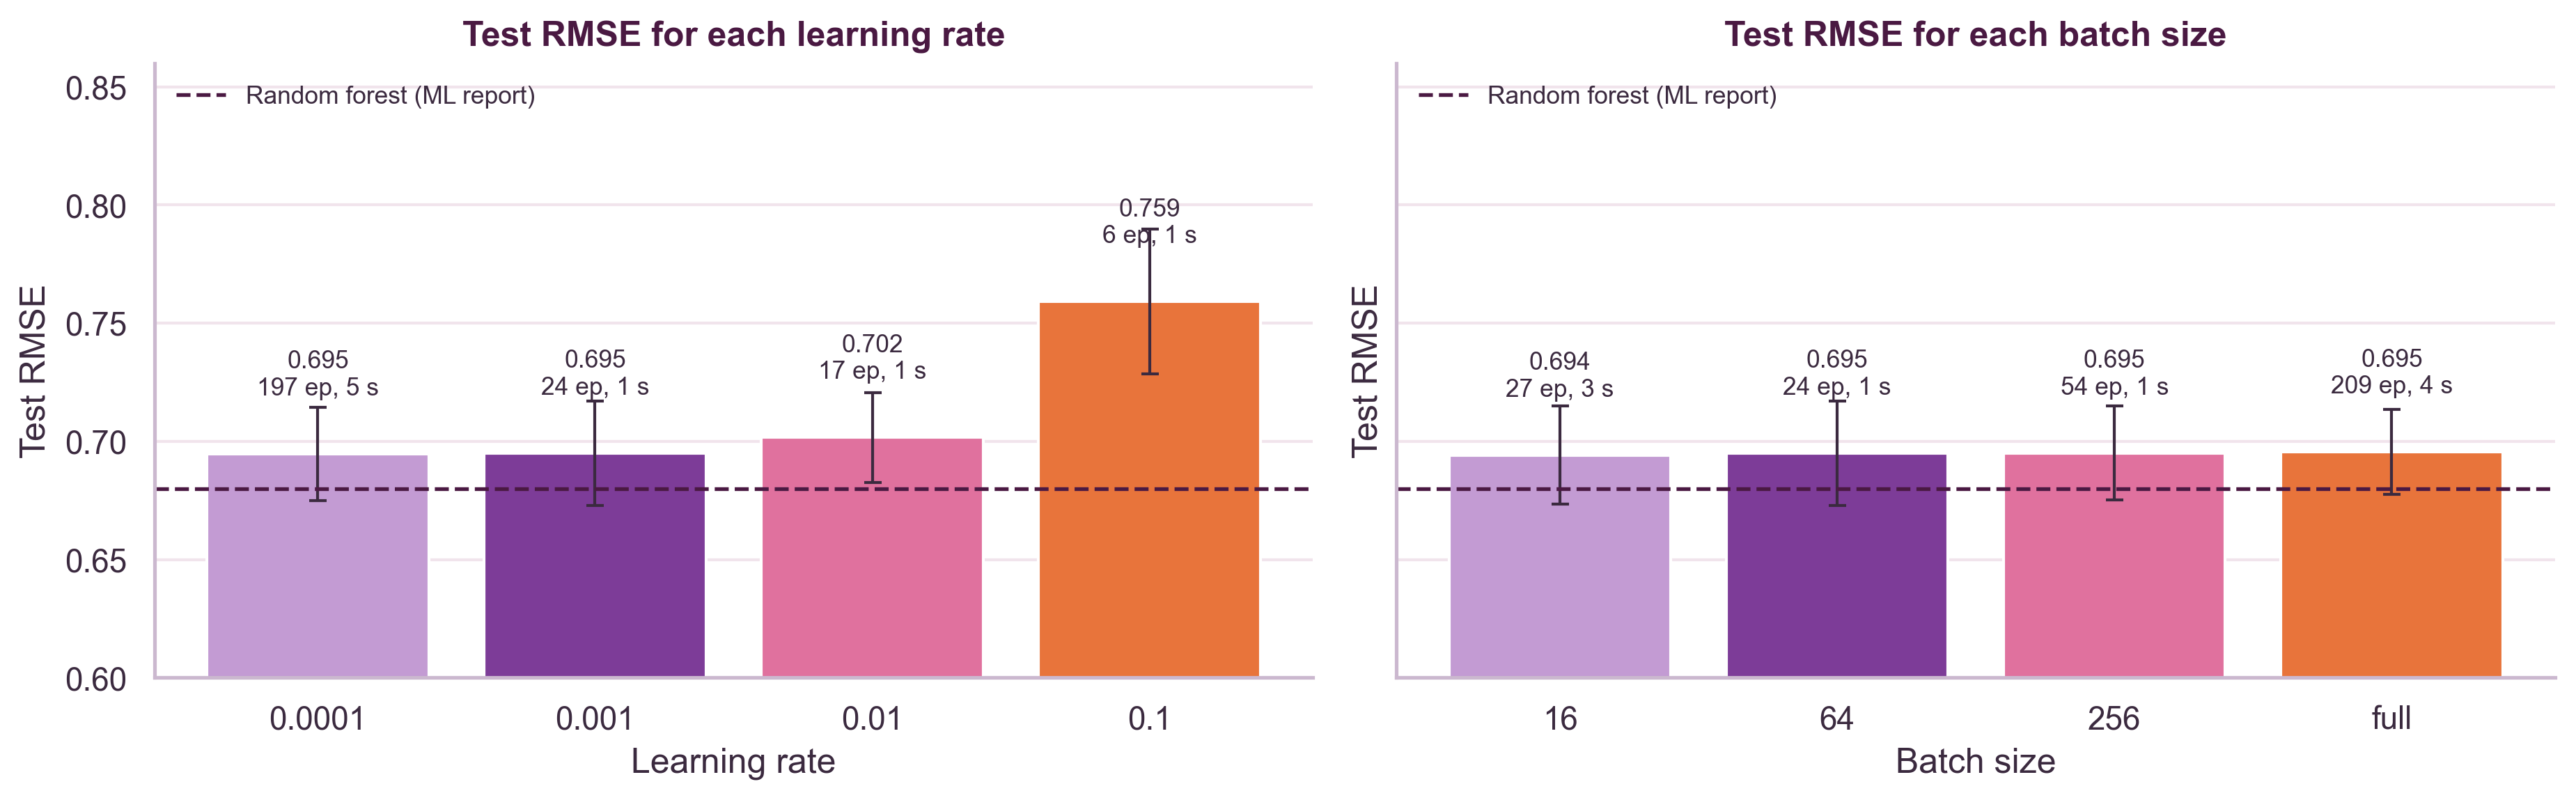 Test RMSE for each learning rate
Random forest (ML report)
Test RMSE
0.85
0.80
0.75
0.70
0.65
0.60
0.695
197 ep, 5 s
0.695
24 ep, 1 s
0.702
17 ep, 1 s
0.759
6 ep, 1 s
0.0001
0.001
0.01
0.1
Learning rate
Test RMSE for each batch size
Random forest (ML report)
Test RMSE
0.694
27 ep, 3 s
0.695
24 ep, 1 s
0.695
54 ep, 1 s
0.695
209 ep, 4 s
16
64
256
full
Batch size